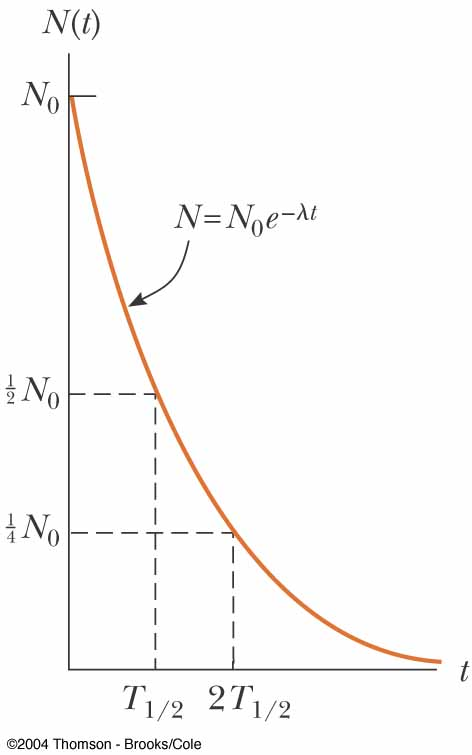 N(t)
N₀
N=N₀e⁻λt
½N₀
¼N₀
t
T₁/₂ 2T₁/₂
©2004 Thomson - Brooks/Cole